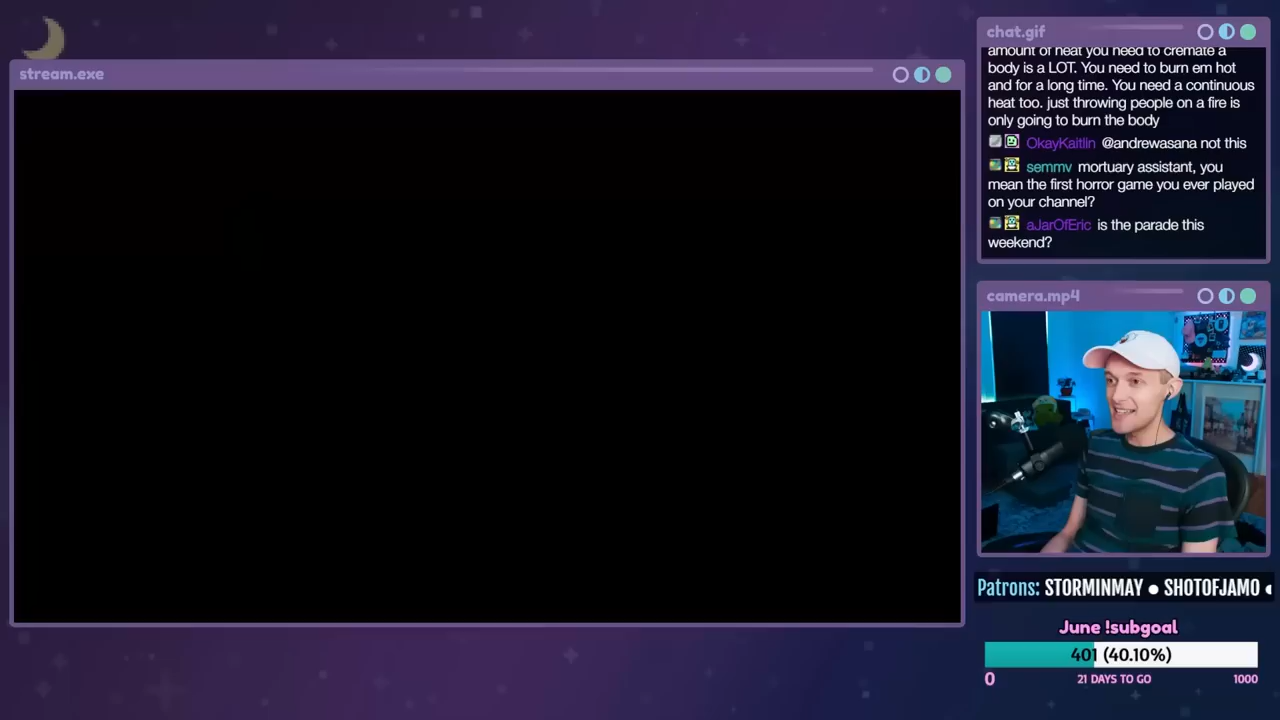 chat.gif
amount of heat you need to cremate a
body is a LOT. You need to burn em hot
and for a long time. You need a continuous
heat too. just throwing people on a fire is
only going to burn the body
OkayKaitlin @andrewasana not this
semmv mortuary assistant, you
mean the first horror game you ever played
on your channel?
aJarOfEric is the parade this
weekend?
stream.exe
camera.mp4
Patrons: STORMINMAY ● SHOTOFJAMO
June !subgoal
401 (40.10%)
0 21 DAYS TO GO 1000